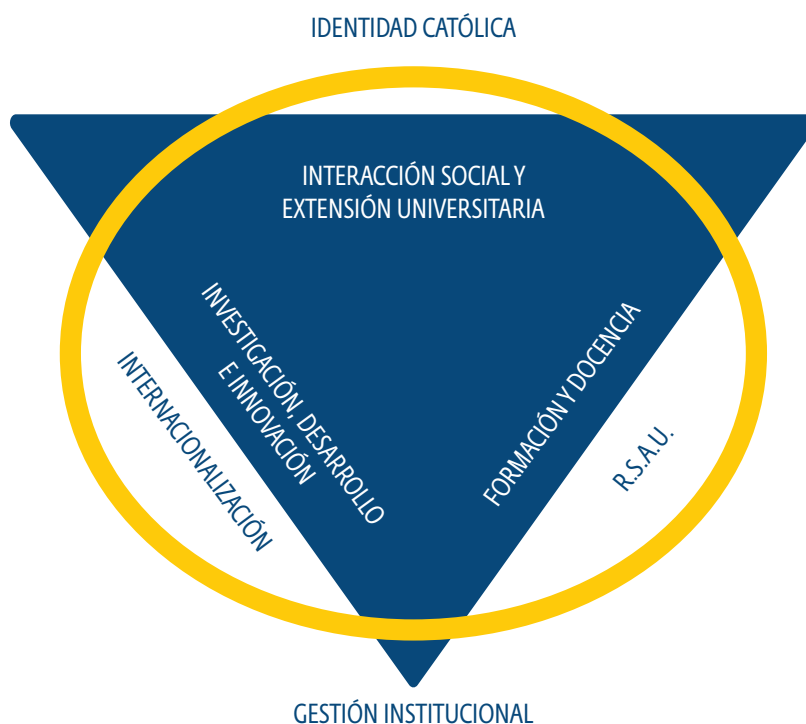 IDENTIDAD CATÓLICA
INTERACCIÓN SOCIAL Y
EXTENSIÓN UNIVERSITARIA
INVESTIGACIÓN, DESARROLLO
E INNOVACIÓN
FORMACIÓN Y DOCENCIA
INTERNACIONALIZACIÓN
R.S.A.U.
GESTIÓN INSTITUCIONAL